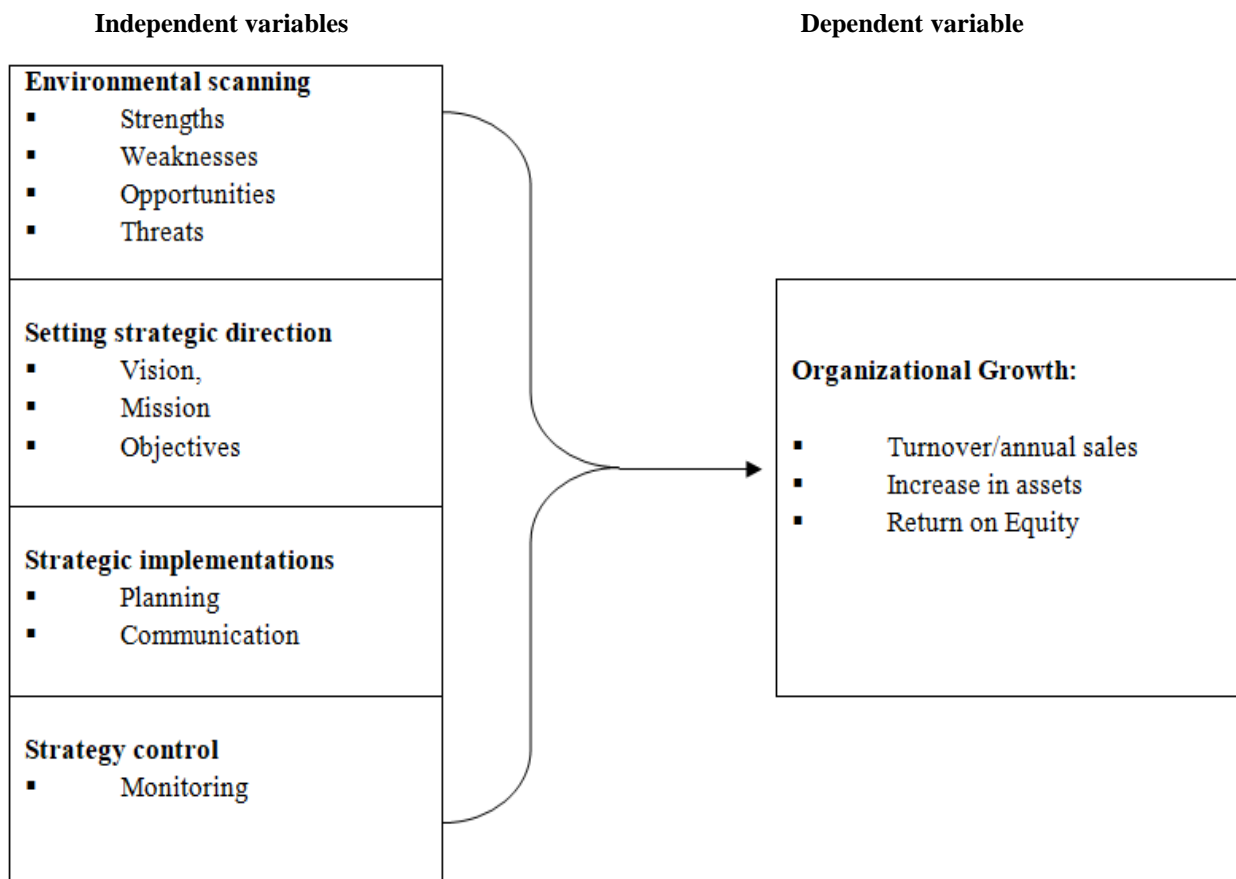 Independent variables
Dependent variable
Environmental scanning
▪ Strengths
▪ Weaknesses
▪ Opportunities
▪ Threats
Setting strategic direction
▪ Vision,
▪ Mission
▪ Objectives
Strategic implementations
▪ Planning
▪ Communication
Strategy control
▪ Monitoring
Organizational Growth:
▪ Turnover/annual sales
▪ Increase in assets
▪ Return on Equity